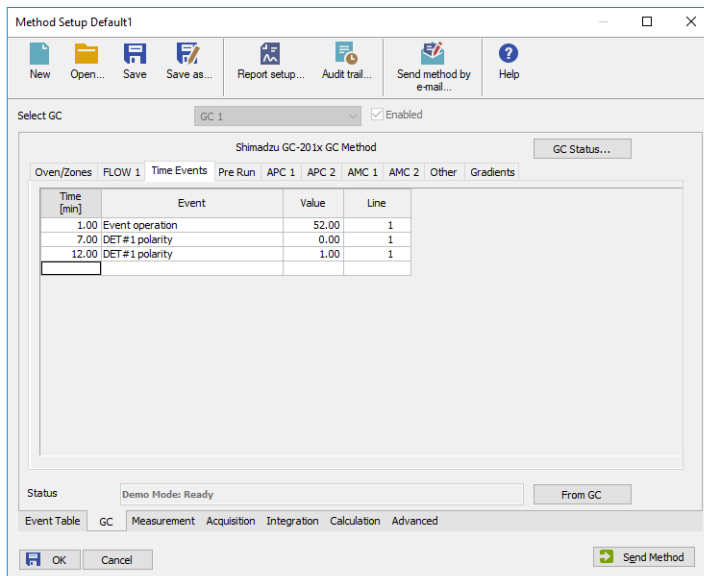 Method Setup Default1
New Open... Save Save as... Report setup... Audit trail... Send method by e-mail... Help
Select GC GC 1 Enabled
Shimadzu GC-201x GC Method GC Status...
Oven/Zones FLOW 1 Time Events Pre Run APC 1 APC 2 AMC 1 AMC 2 Other Gradients
Time [min] Event Value Line
1.00 Event operation 52.00 1
7.00 DET#1 polarity 0.00 1
12.00 DET#1 polarity 1.00 1
Status Demo Mode: Ready From GC
Event Table GC Measurement Acquisition Integration Calculation Advanced
OK Cancel Send Method